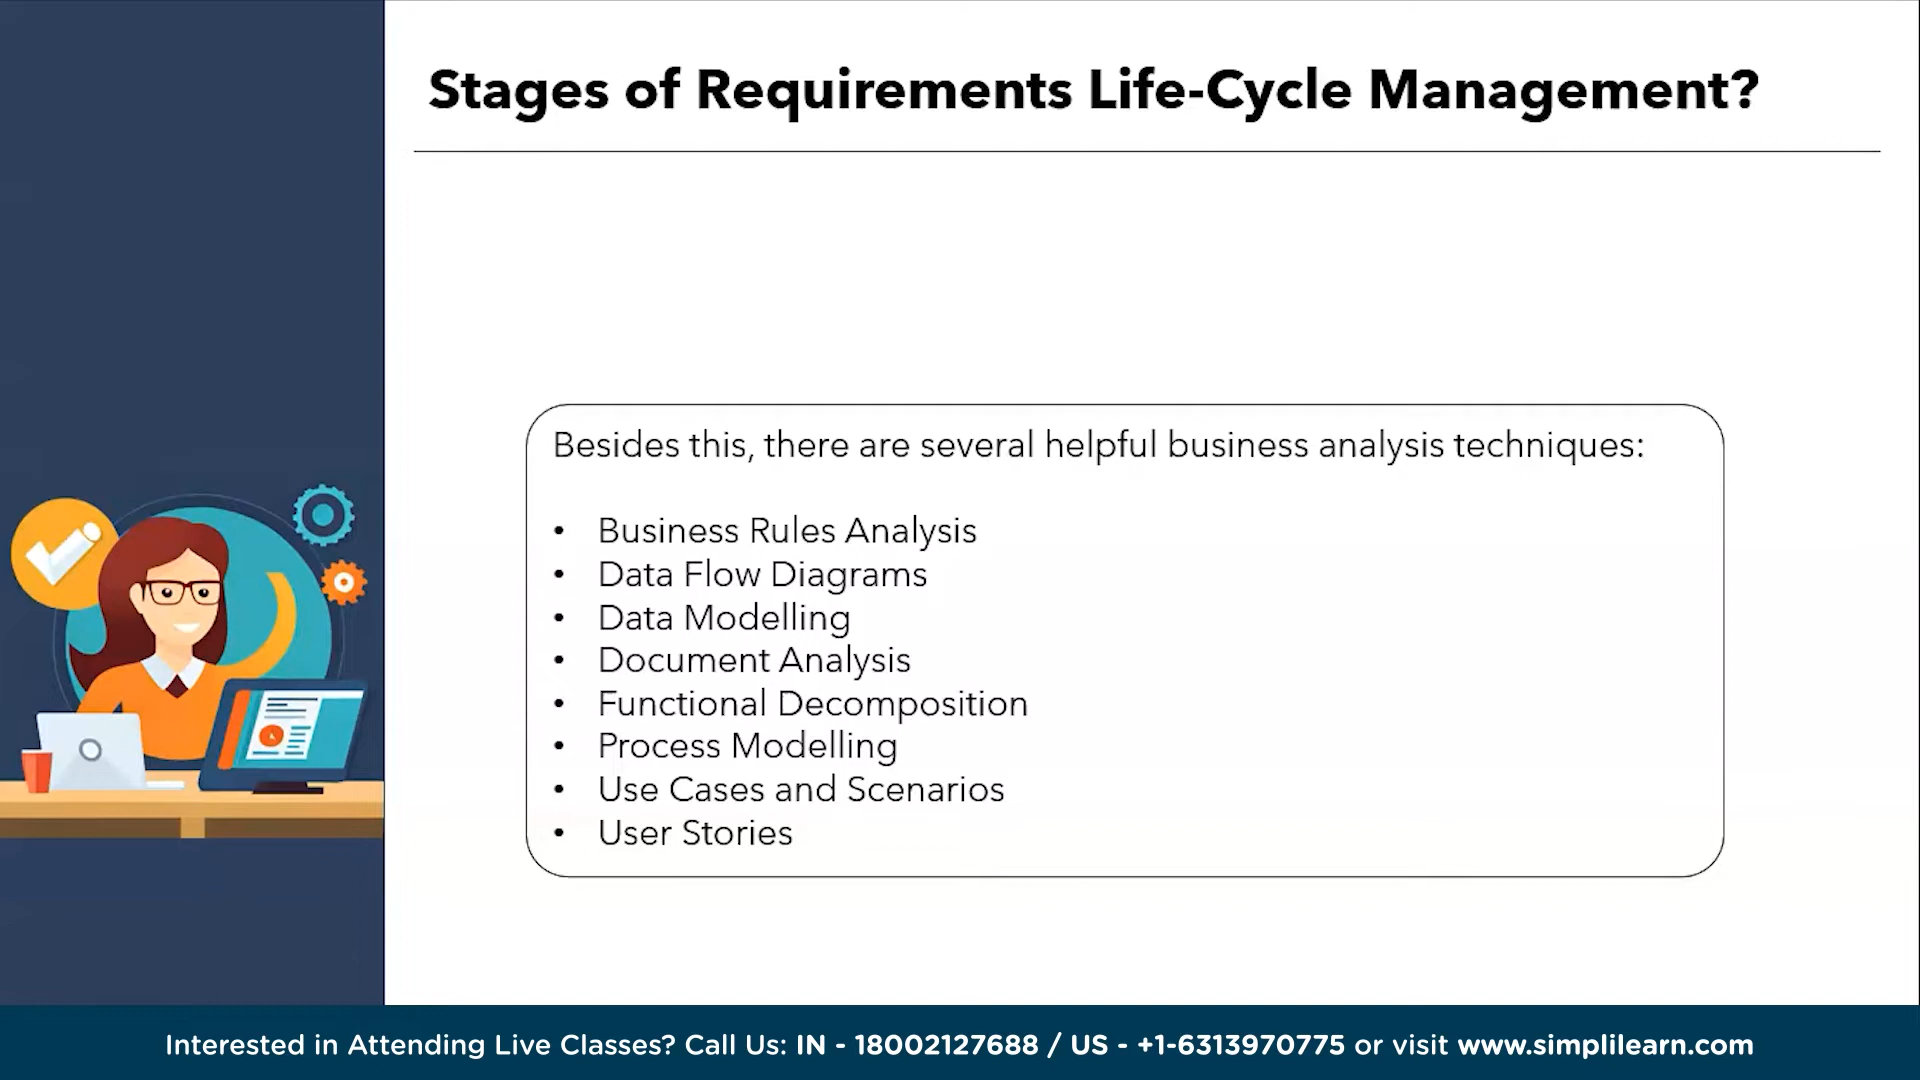 Stages of Requirements Life-Cycle Management?
Besides this, there are several helpful business analysis techniques:
• Business Rules Analysis
• Data Flow Diagrams
• Data Modelling
• Document Analysis
• Functional Decomposition
• Process Modelling
• Use Cases and Scenarios
• User Stories
Interested in Attending Live Classes? Call Us: IN - 18002127688 / US - +1-6313970775 or visit www.simplilearn.com